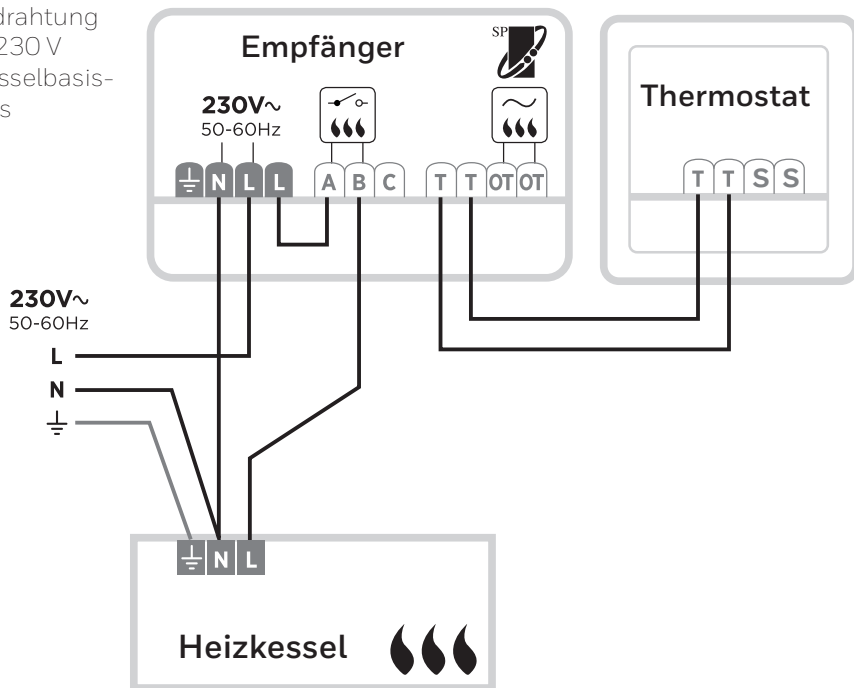 drahtung
230 V
sselbasis-
s
Empfänger
SP
230V~
50-60Hz
N L L A B C T T OT OT
Thermostat
T T S S
230V~
50-60Hz
L
N
N L
Heizkessel